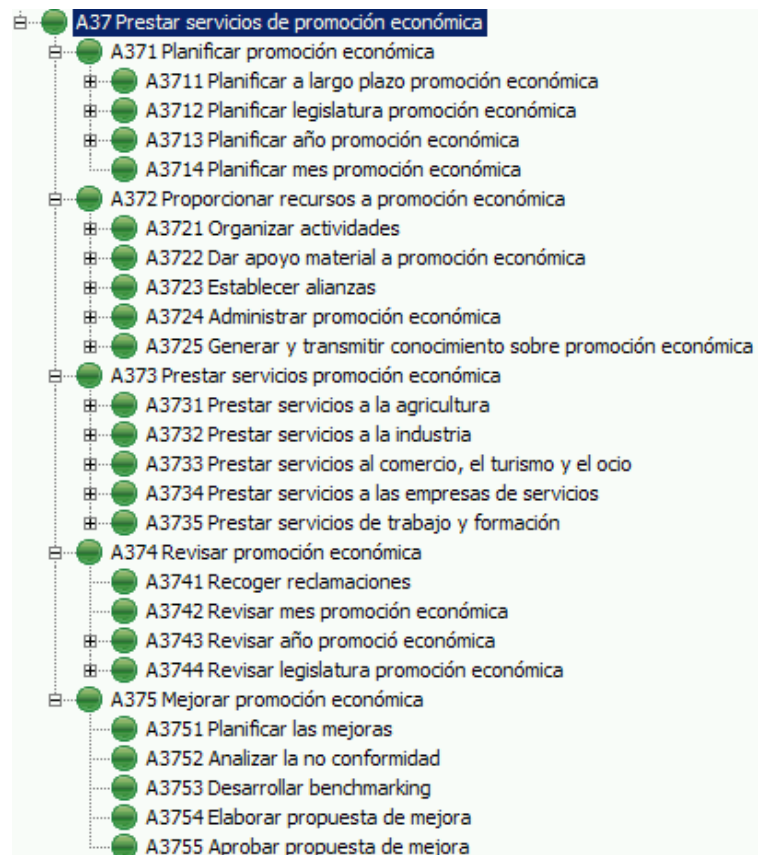 A37 Prestar servicios de promoción económica
A371 Planificar promoción económica
A3711 Planificar a largo plazo promoción económica
A3712 Planificar legislatura promoción económica
A3713 Planificar año promoción económica
A3714 Planificar mes promoción económica
A372 Proporcionar recursos a promoción económica
A3721 Organizar actividades
A3722 Dar apoyo material a promoción económica
A3723 Establecer alianzas
A3724 Administrar promoción económica
A3725 Generar y transmitir conocimiento sobre promoción económica
A373 Prestar servicios promoción económica
A3731 Prestar servicios a la agricultura
A3732 Prestar servicios a la industria
A3733 Prestar servicios al comercio, el turismo y el ocio
A3734 Prestar servicios a las empresas de servicios
A3735 Prestar servicios de trabajo y formación
A374 Revisar promoción económica
A3741 Recoger reclamaciones
A3742 Revisar mes promoción económica
A3743 Revisar año promoció económica
A3744 Revisar legislatura promoción económica
A375 Mejorar promoción económica
A3751 Planificar las mejoras
A3752 Analizar la no conformidad
A3753 Desarrollar benchmarking
A3754 Elaborar propuesta de mejora
A3755 Aprobar propuesta de mejora